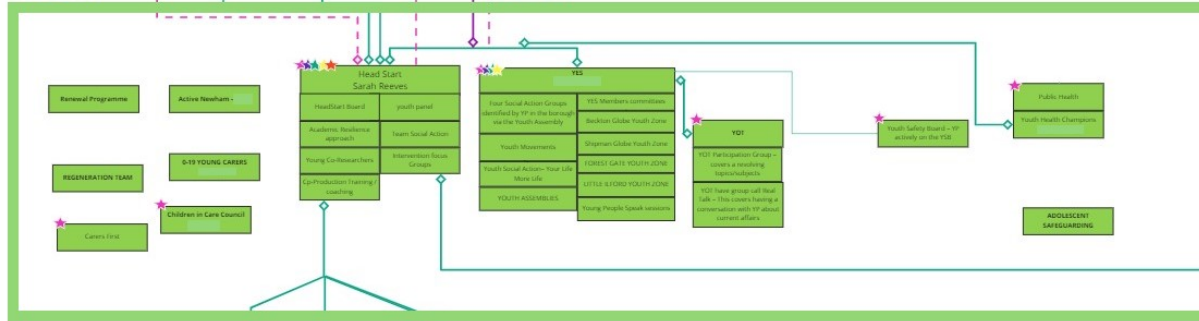 Renewal Programme
Active Newham -
REGENERATION TEAM
0-19 YOUNG CARERS
Children in Care Council
Carers First
Head Start
Sarah Reeves
HeadStart Board
youth panel
Academic Resilience
approach
Team Social Action
Young Co-Researchers
Intervention focus
Groups
Co-Production Training /
coaching
YES
Four Social Action Groups
identified by YP in the borough
via the Youth Assembly
Youth Movements
Youth Social Action- Your Life
More Life
YOUTH ASSEMBLIES
YES Members committees
Beckton Globe Youth Zone
Shipman Globe Youth Zone
FOREST GATE YOUTH ZONE
LITTLE ILFORD YOUTH ZONE
Young People Speak sessions
YO1
YO1 Participation Group –
covers a revolving
topics/subjects
YO1 have group call Real
Talk – This covers having a
conversation with YP about
current affairs
Youth Safety Board – YP
actively on the YSB
Public Health
Youth Health Champions
ADOLESCENT
SAFEGUARDING